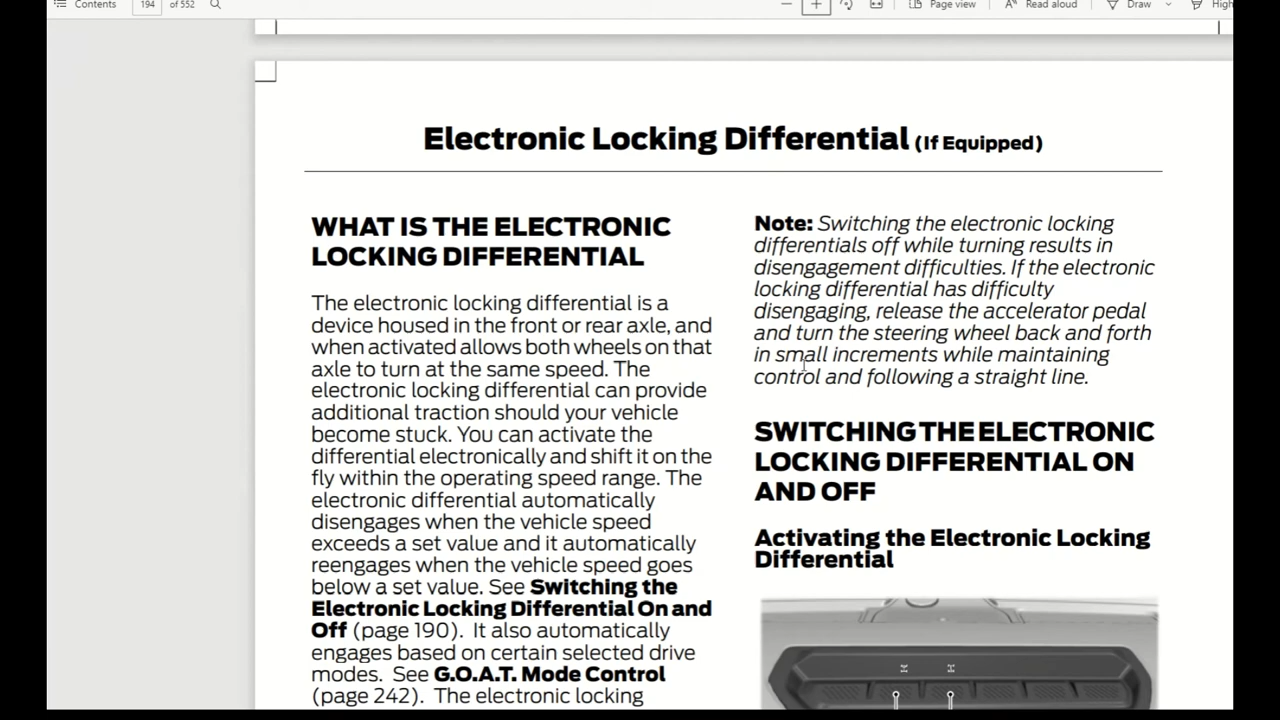 Contents 194 of 552 Page view Read aloud Draw
Electronic Locking Differential (If Equipped)
WHAT IS THE ELECTRONIC
LOCKING DIFFERENTIAL
The electronic locking differential is a
device housed in the front or rear axle, and
when activated allows both wheels on that
axle to turn at the same speed. The
electronic locking differential can provide
additional traction should your vehicle
become stuck. You can activate the
differential electronically and shift it on the
fly within the operating speed range. The
electronic differential automatically
disengages when the vehicle speed
exceeds a set value and it automatically
reengages when the vehicle speed goes
below a set value. See Switching the
Electronic Locking Differential On and
Off (page 190). It also automatically
engages based on certain selected drive
modes. See G.O.A.T. Mode Control
(page 242). The electronic locking
Note: Switching the electronic locking
differentials off while turning results in
disengagement difficulties. If the electronic
locking differential has difficulty
disengaging, release the accelerator pedal
and turn the steering wheel back and forth
in small increments while maintaining
control and following a straight line.
SWITCHING THE ELECTRONIC
LOCKING DIFFERENTIAL ON
AND OFF
Activating the Electronic Locking
Differential